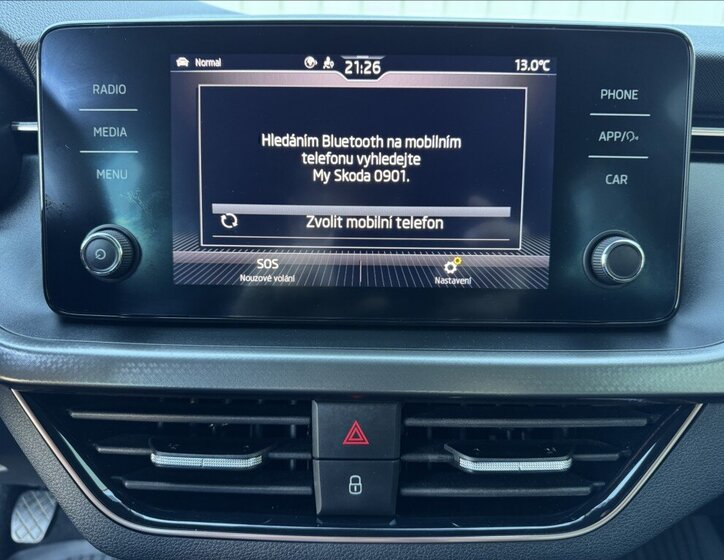 Normal
21:26
13.0°C
RADIO
MEDIA
MENU
Hledáním Bluetooth na mobilním
telefonu vyhledejte
My Skoda 0901.
Zvolit mobilní telefon
SOS
Nouzové volání
Nastavení
PHONE
APP/
CAR